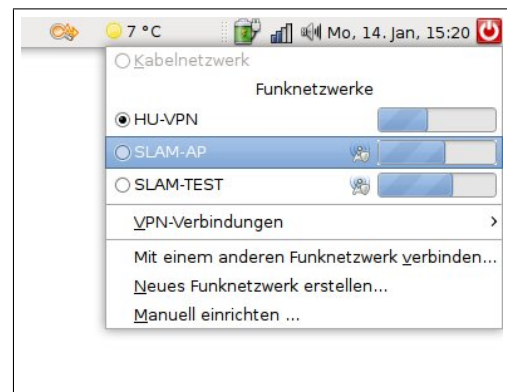 7 °C Mo, 14. Jan, 15:20
Kabelnetzwerk
Funknetzwerke
HU-VPN
SLAM-AP
SLAM-TEST
VPN-Verbindungen
Mit einem anderen Funknetzwerk verbinden...
Neues Funknetzwerk erstellen...
Manuell einrichten ...